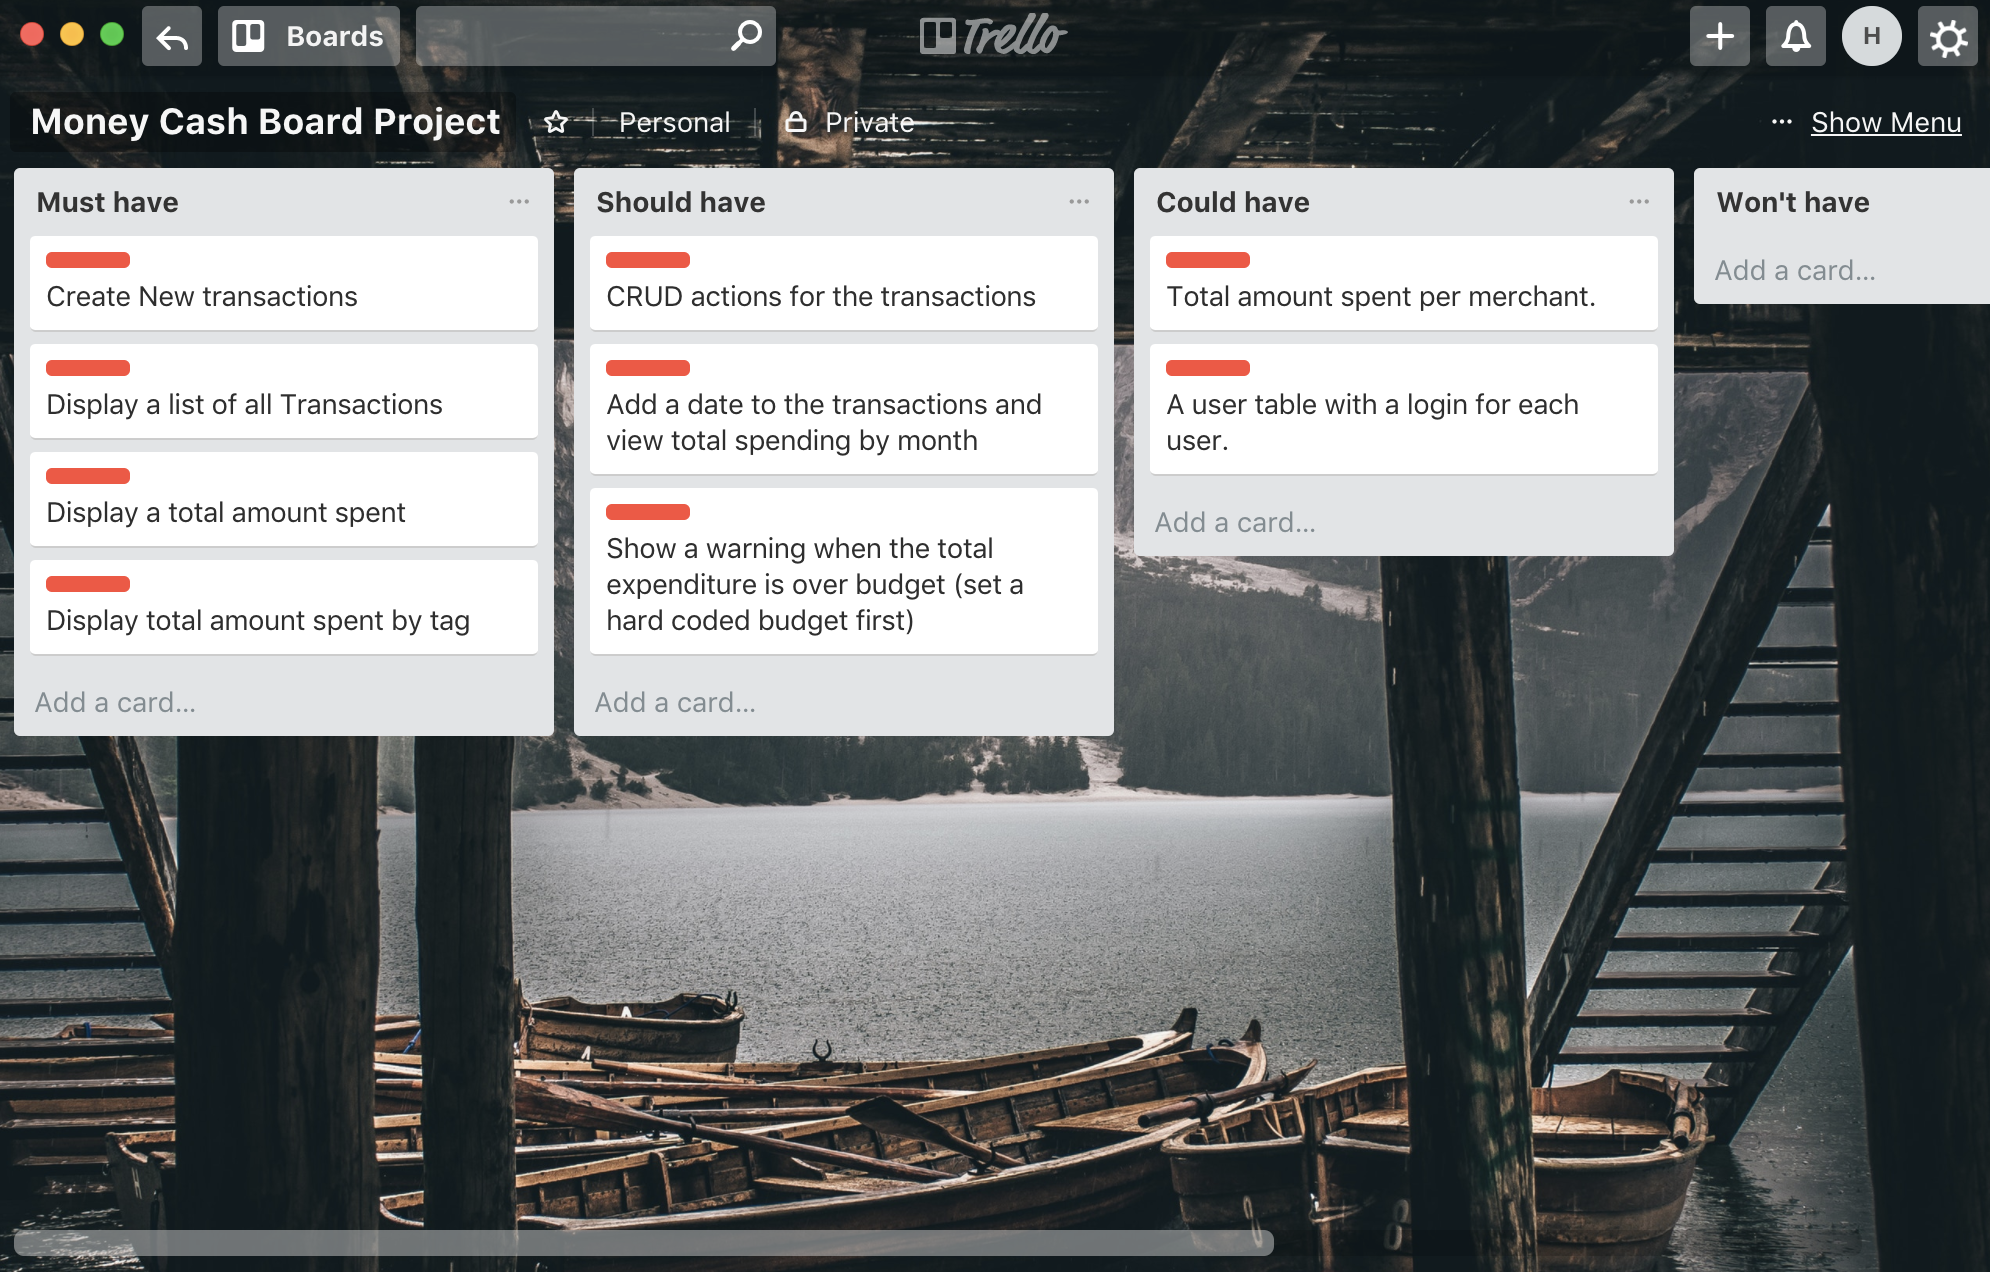 Boards
Trello
H
Money Cash Board Project
Personal
Private
... Show Menu
Must have
Create New transactions
Display a list of all Transactions
Display a total amount spent
Display total amount spent by tag
Add a card...
Should have
CRUD actions for the transactions
Add a date to the transactions and
view total spending by month
Show a warning when the total
expenditure is over budget (set a
hard coded budget first)
Add a card...
Could have
Total amount spent per merchant.
A user table with a login for each
user.
Add a card...
Won't have
Add a card...